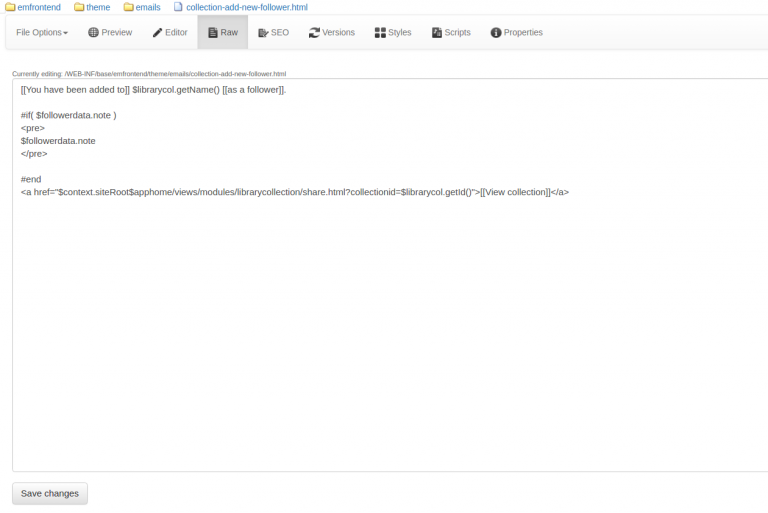 emfrontend theme emails collection-add-new-follower.html
File Options Preview Editor Raw SEO Versions Styles Scripts Properties
Currently editing: /WEB-INF/base/emfrontend/theme/emails/collection-add-new-follower.html
[[You have been added to]] $librarycol.getName() [[as a follower]].
#if( $followerdata.note )
<pre>
$followerdata.note
</pre>
#end
<a href="$context.siteRoot$apphome/views/modules/librarycollection/share.html?collectionid=$librarycol.getId()">[[View collection]]</a>
Save changes